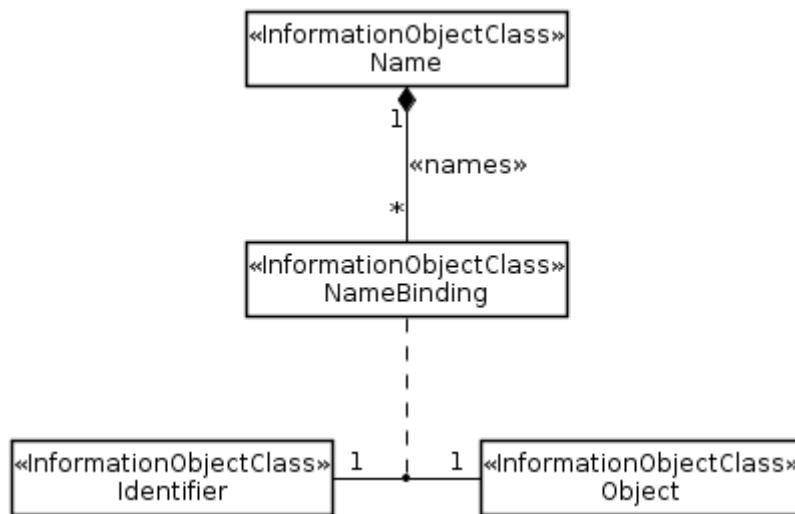 «InformationObjectClass»
Name
1
«names»
*
«InformationObjectClass»
NameBinding
«InformationObjectClass»
Identifier
1
1
«InformationObjectClass»
Object